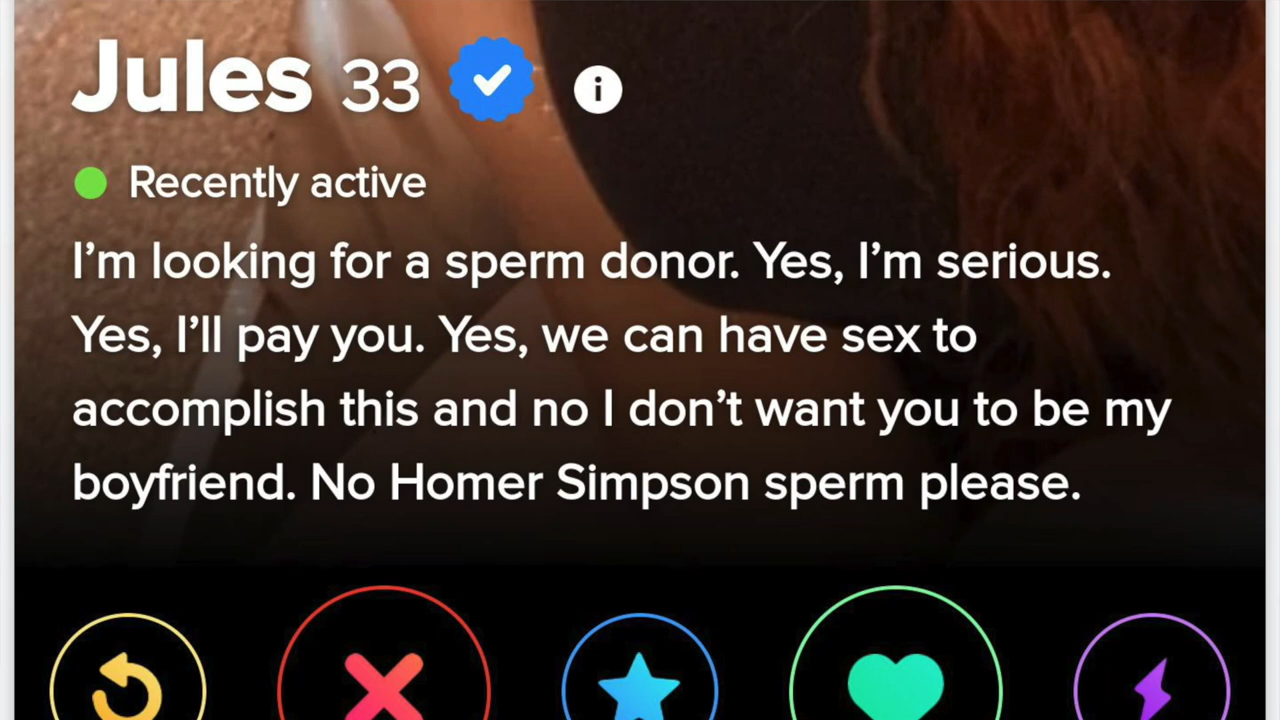 Jules 33
Recently active
I’m looking for a sperm donor. Yes, I’m serious.
Yes, I’ll pay you. Yes, we can have sex to
accomplish this and no I don’t want you to be my
boyfriend. No Homer Simpson sperm please.